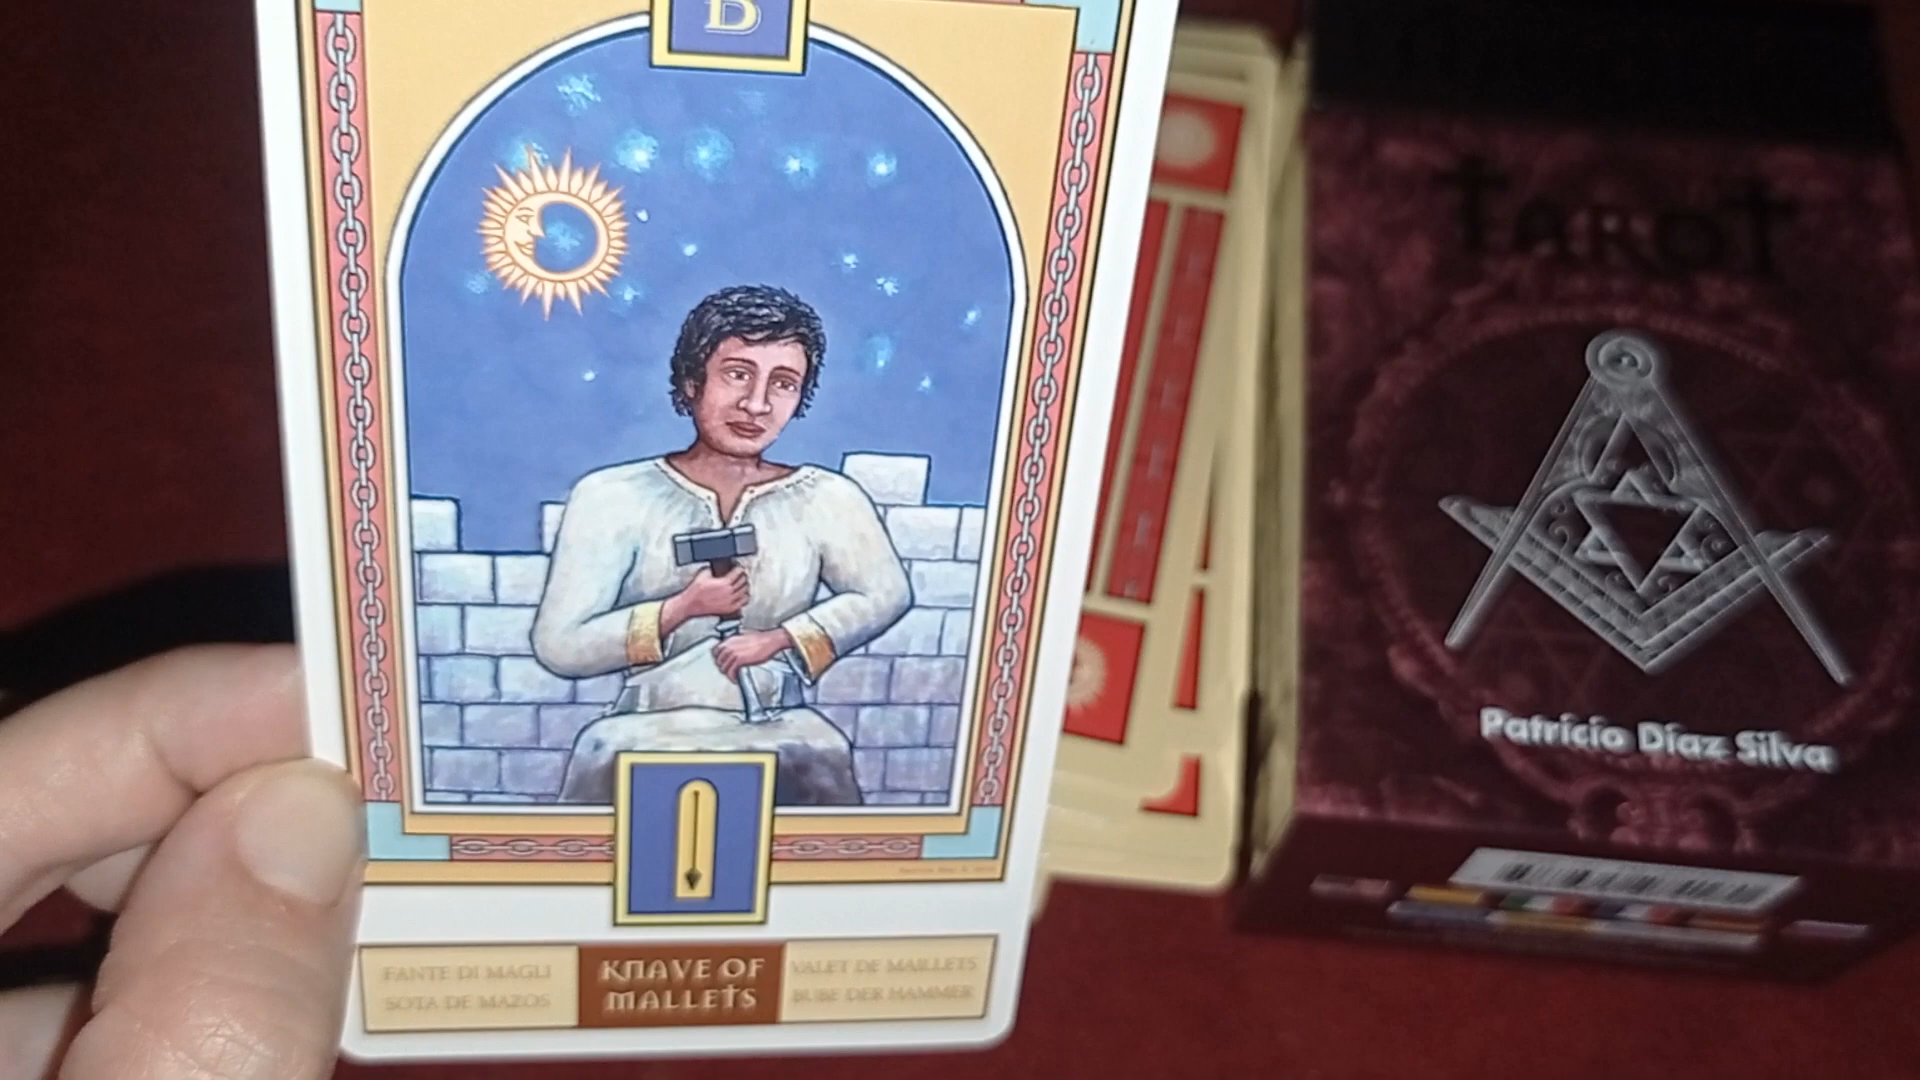 B
KNAVE OF
MALLETS
FANTE DI MAGLI
SOTA DE MAZOS
VALET DE MAILLETS
BUBE DER HAMMER
TAROT
Patricio Díaz Silva